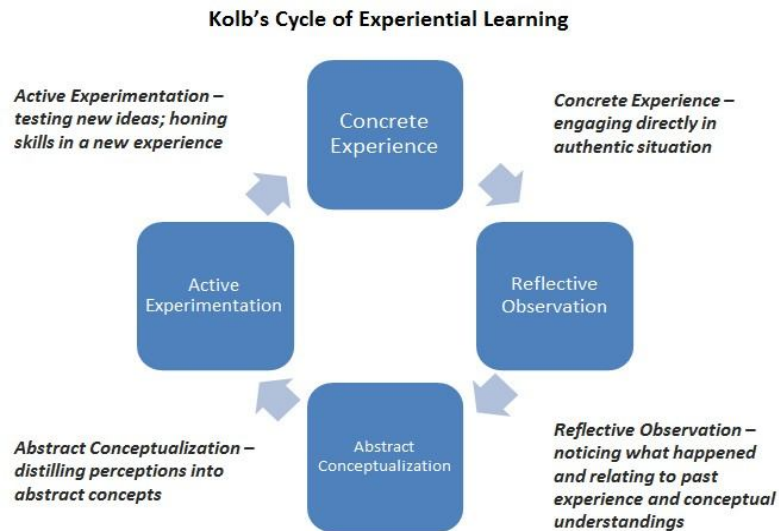 Kolb’s Cycle of Experiential Learning
Active Experimentation –
testing new ideas; honing
skills in a new experience
Concrete
Experience
Concrete Experience –
engaging directly in
authentic situation
Active
Experimentation
Reflective
Observation
Abstract Conceptualization –
distilling perceptions into
abstract concepts
Abstract
Conceptualization
Reflective Observation –
noticing what happened
and relating to past
experience and conceptual
understandings